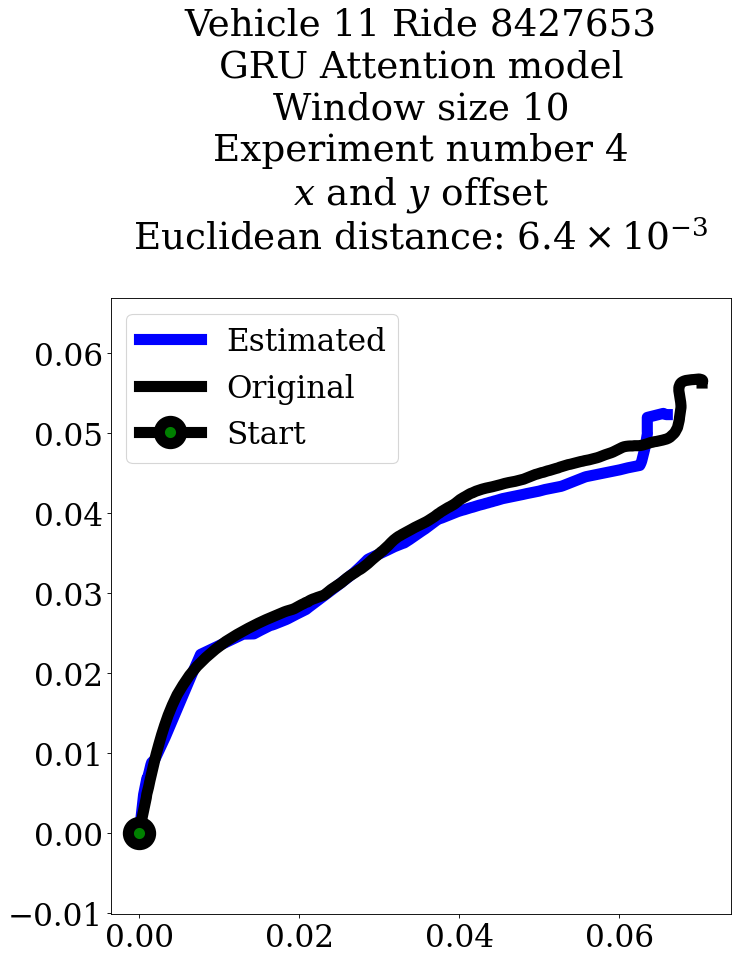 Vehicle 11 Ride 8427653
GRU Attention model
Window size 10
Experiment number 4
x and y offset
Euclidean distance: 6.4 × 10⁻³
Estimated
Original
Start
0.06
0.05
0.04
0.03
0.02
0.01
0.00
−0.01
0.00 0.02 0.04 0.06